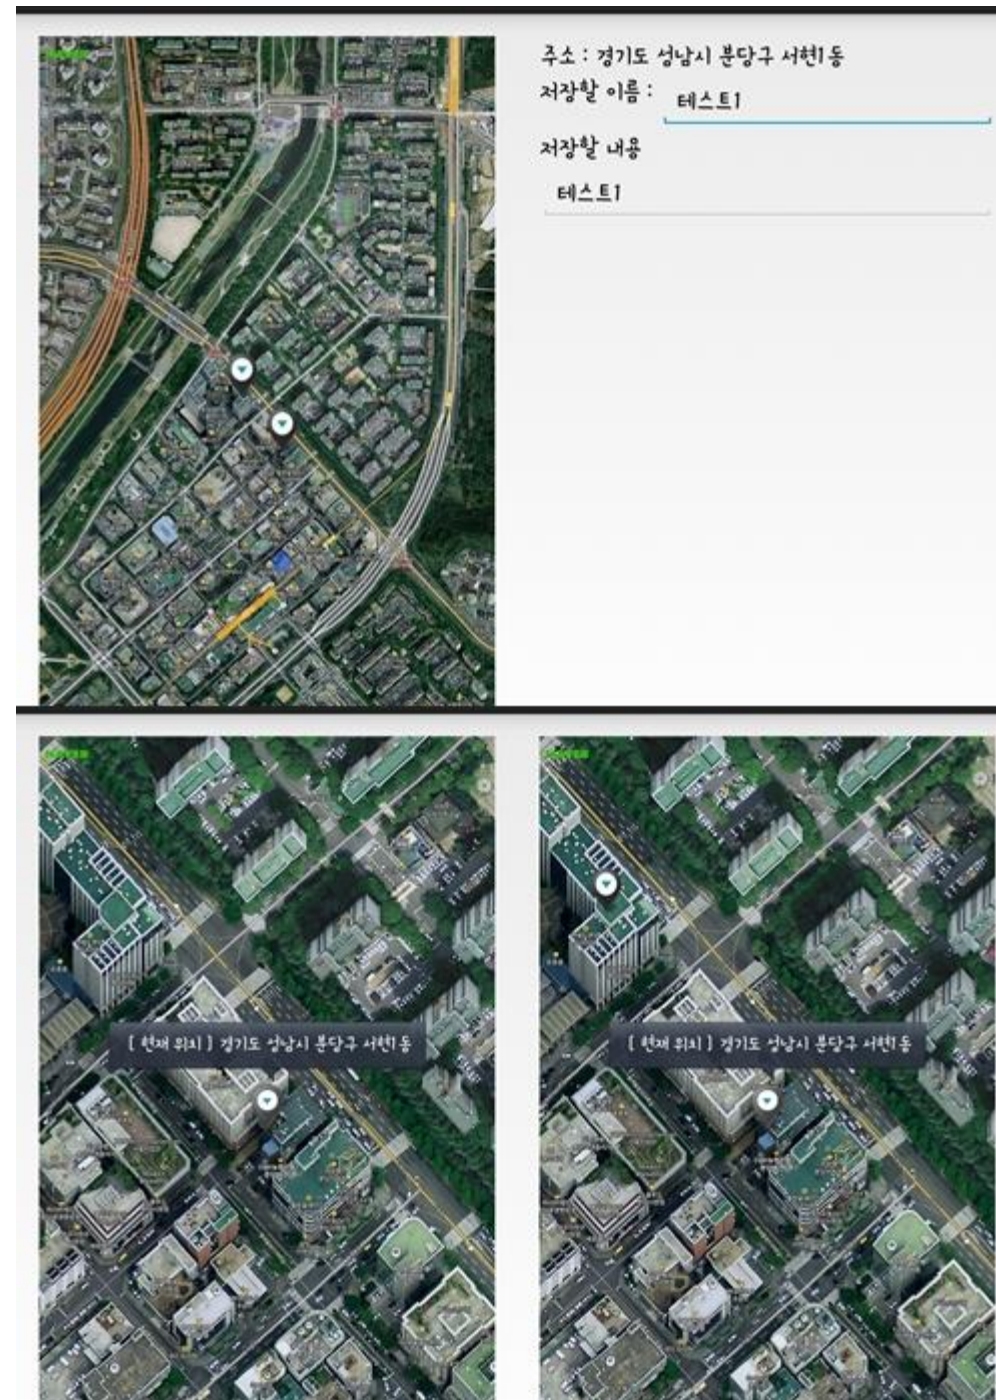 NAVER
주소 : 경기도 성남시 분당구 서현1동
저장할 이름 : 테스트1
저장할 내용
테스트1
NAVER
NAVER
[ 현재 위치 ] 경기도 성남시 분당구 서현1동
[ 현재 위치 ] 경기도 성남시 분당구 서현1동